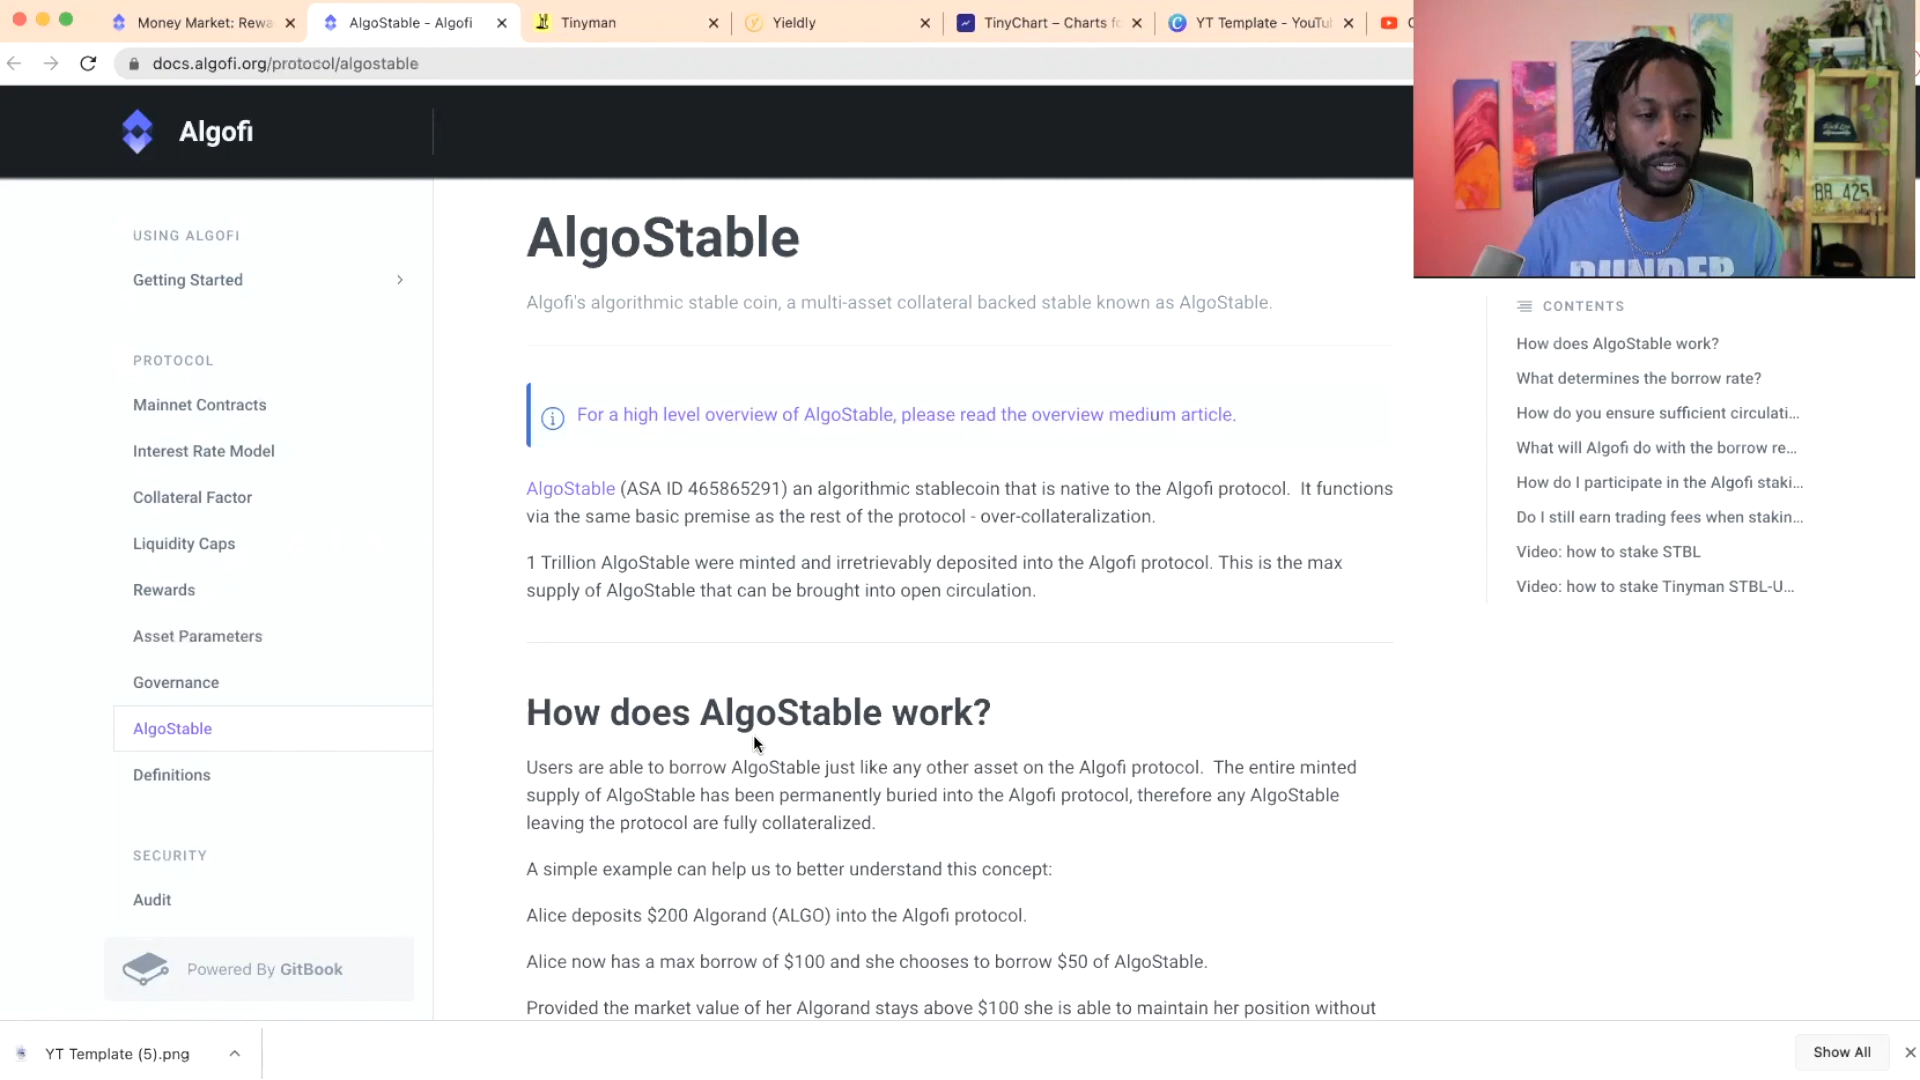 Money Market: Rewa
AlgoStable - Algofi
Tinyman
Yieldly
TinyChart – Charts fo
YT Template - YouTu
docs.algofi.org/protocol/algostable
Algofi
BB 425
DUNDER
USING ALGOFI
Getting Started
PROTOCOL
Mainnet Contracts
Interest Rate Model
Collateral Factor
Liquidity Caps
Rewards
Asset Parameters
Governance
AlgoStable
Definitions
SECURITY
Audit
Powered By GitBook
AlgoStable
Algofi's algorithmic stable coin, a multi-asset collateral backed stable known as AlgoStable.
For a high level overview of AlgoStable, please read the overview medium article.
AlgoStable (ASA ID 465865291) an algorithmic stablecoin that is native to the Algofi protocol. It functions
via the same basic premise as the rest of the protocol - over-collateralization.
1 Trillion AlgoStable were minted and irretrievably deposited into the Algofi protocol. This is the max
supply of AlgoStable that can be brought into open circulation.
How does AlgoStable work?
Users are able to borrow AlgoStable just like any other asset on the Algofi protocol. The entire minted
supply of AlgoStable has been permanently buried into the Algofi protocol, therefore any AlgoStable
leaving the protocol are fully collateralized.
A simple example can help us to better understand this concept:
Alice deposits $200 Algorand (ALGO) into the Algofi protocol.
Alice now has a max borrow of $100 and she chooses to borrow $50 of AlgoStable.
Provided the market value of her Algorand stays above $100 she is able to maintain her position without
CONTENTS
How does AlgoStable work?
What determines the borrow rate?
How do you ensure sufficient circulati...
What will Algofi do with the borrow re...
How do I participate in the Algofi staki...
Do I still earn trading fees when stakin...
Video: how to stake STBL
Video: how to stake Tinyman STBL-U...
YT Template (5).png
Show All